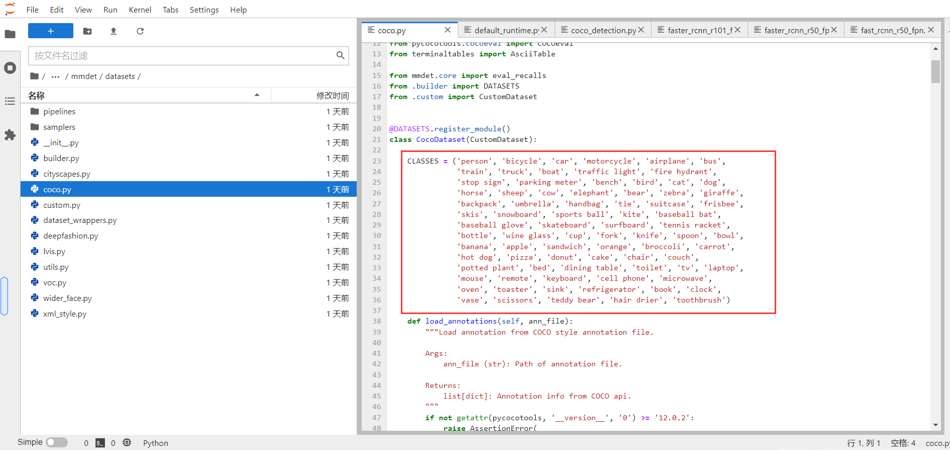 File Edit View Run Kernel Tabs Settings Help
+
按文件名过滤
/ ··· / mmdet / datasets /
名称 修改时间
pipelines 1 天前
samplers 1 天前
__init__.py 1 天前
builder.py 1 天前
cityscapes.py 1 天前
coco.py 1 天前
custom.py 1 天前
dataset_wrappers.py 1 天前
deepfashion.py 1 天前
lvis.py 1 天前
utils.py 1 天前
voc.py 1 天前
wider_face.py 1 天前
xml_style.py 1 天前
coco.py × default_runtime.py × coco_detection.py × faster_rcnn_r101_f × faster_rcnn_r50_fp × fast_rcnn_r50_fpn. ×
12 from pycocotools.cocoeval import COCOeval
13 from terminaltables import AsciiTable
14
15 from mmdet.core import eval_recalls
16 from .builder import DATASETS
17 from .custom import CustomDataset
18
19
20 @DATASETS.register_module()
21 class CocoDataset(CustomDataset):
22
23 CLASSES = ('person', 'bicycle', 'car', 'motorcycle', 'airplane', 'bus',
24 'train', 'truck', 'boat', 'traffic light', 'fire hydrant',
25 'stop sign', 'parking meter', 'bench', 'bird', 'cat', 'dog',
26 'horse', 'sheep', 'cow', 'elephant', 'bear', 'zebra', 'giraffe',
27 'backpack', 'umbrella', 'handbag', 'tie', 'suitcase', 'frisbee',
28 'skis', 'snowboard', 'sports ball', 'kite', 'baseball bat',
29 'baseball glove', 'skateboard', 'surfboard', 'tennis racket',
30 'bottle', 'wine glass', 'cup', 'fork', 'knife', 'spoon', 'bowl',
31 'banana', 'apple', 'sandwich', 'orange', 'broccoli', 'carrot',
32 'hot dog', 'pizza', 'donut', 'cake', 'chair', 'couch',
33 'potted plant', 'bed', 'dining table', 'toilet', 'tv', 'laptop',
34 'mouse', 'remote', 'keyboard', 'cell phone', 'microwave',
35 'oven', 'toaster', 'sink', 'refrigerator', 'book', 'clock',
36 'vase', 'scissors', 'teddy bear', 'hair drier', 'toothbrush')
37
38 def load_annotations(self, ann_file):
39 """Load annotation from COCO style annotation file.
40
41 Args:
42 ann_file (str): Path of annotation file.
43
44 Returns:
45 list[dict]: Annotation info from COCO api.
46 """
47 if not getattr(pycocotools, '__version__', '0') >= '12.0.2':
48 raise AssertionError(
Simple 0 0 Python 行 1, 列 1 空格: 4 coco.py